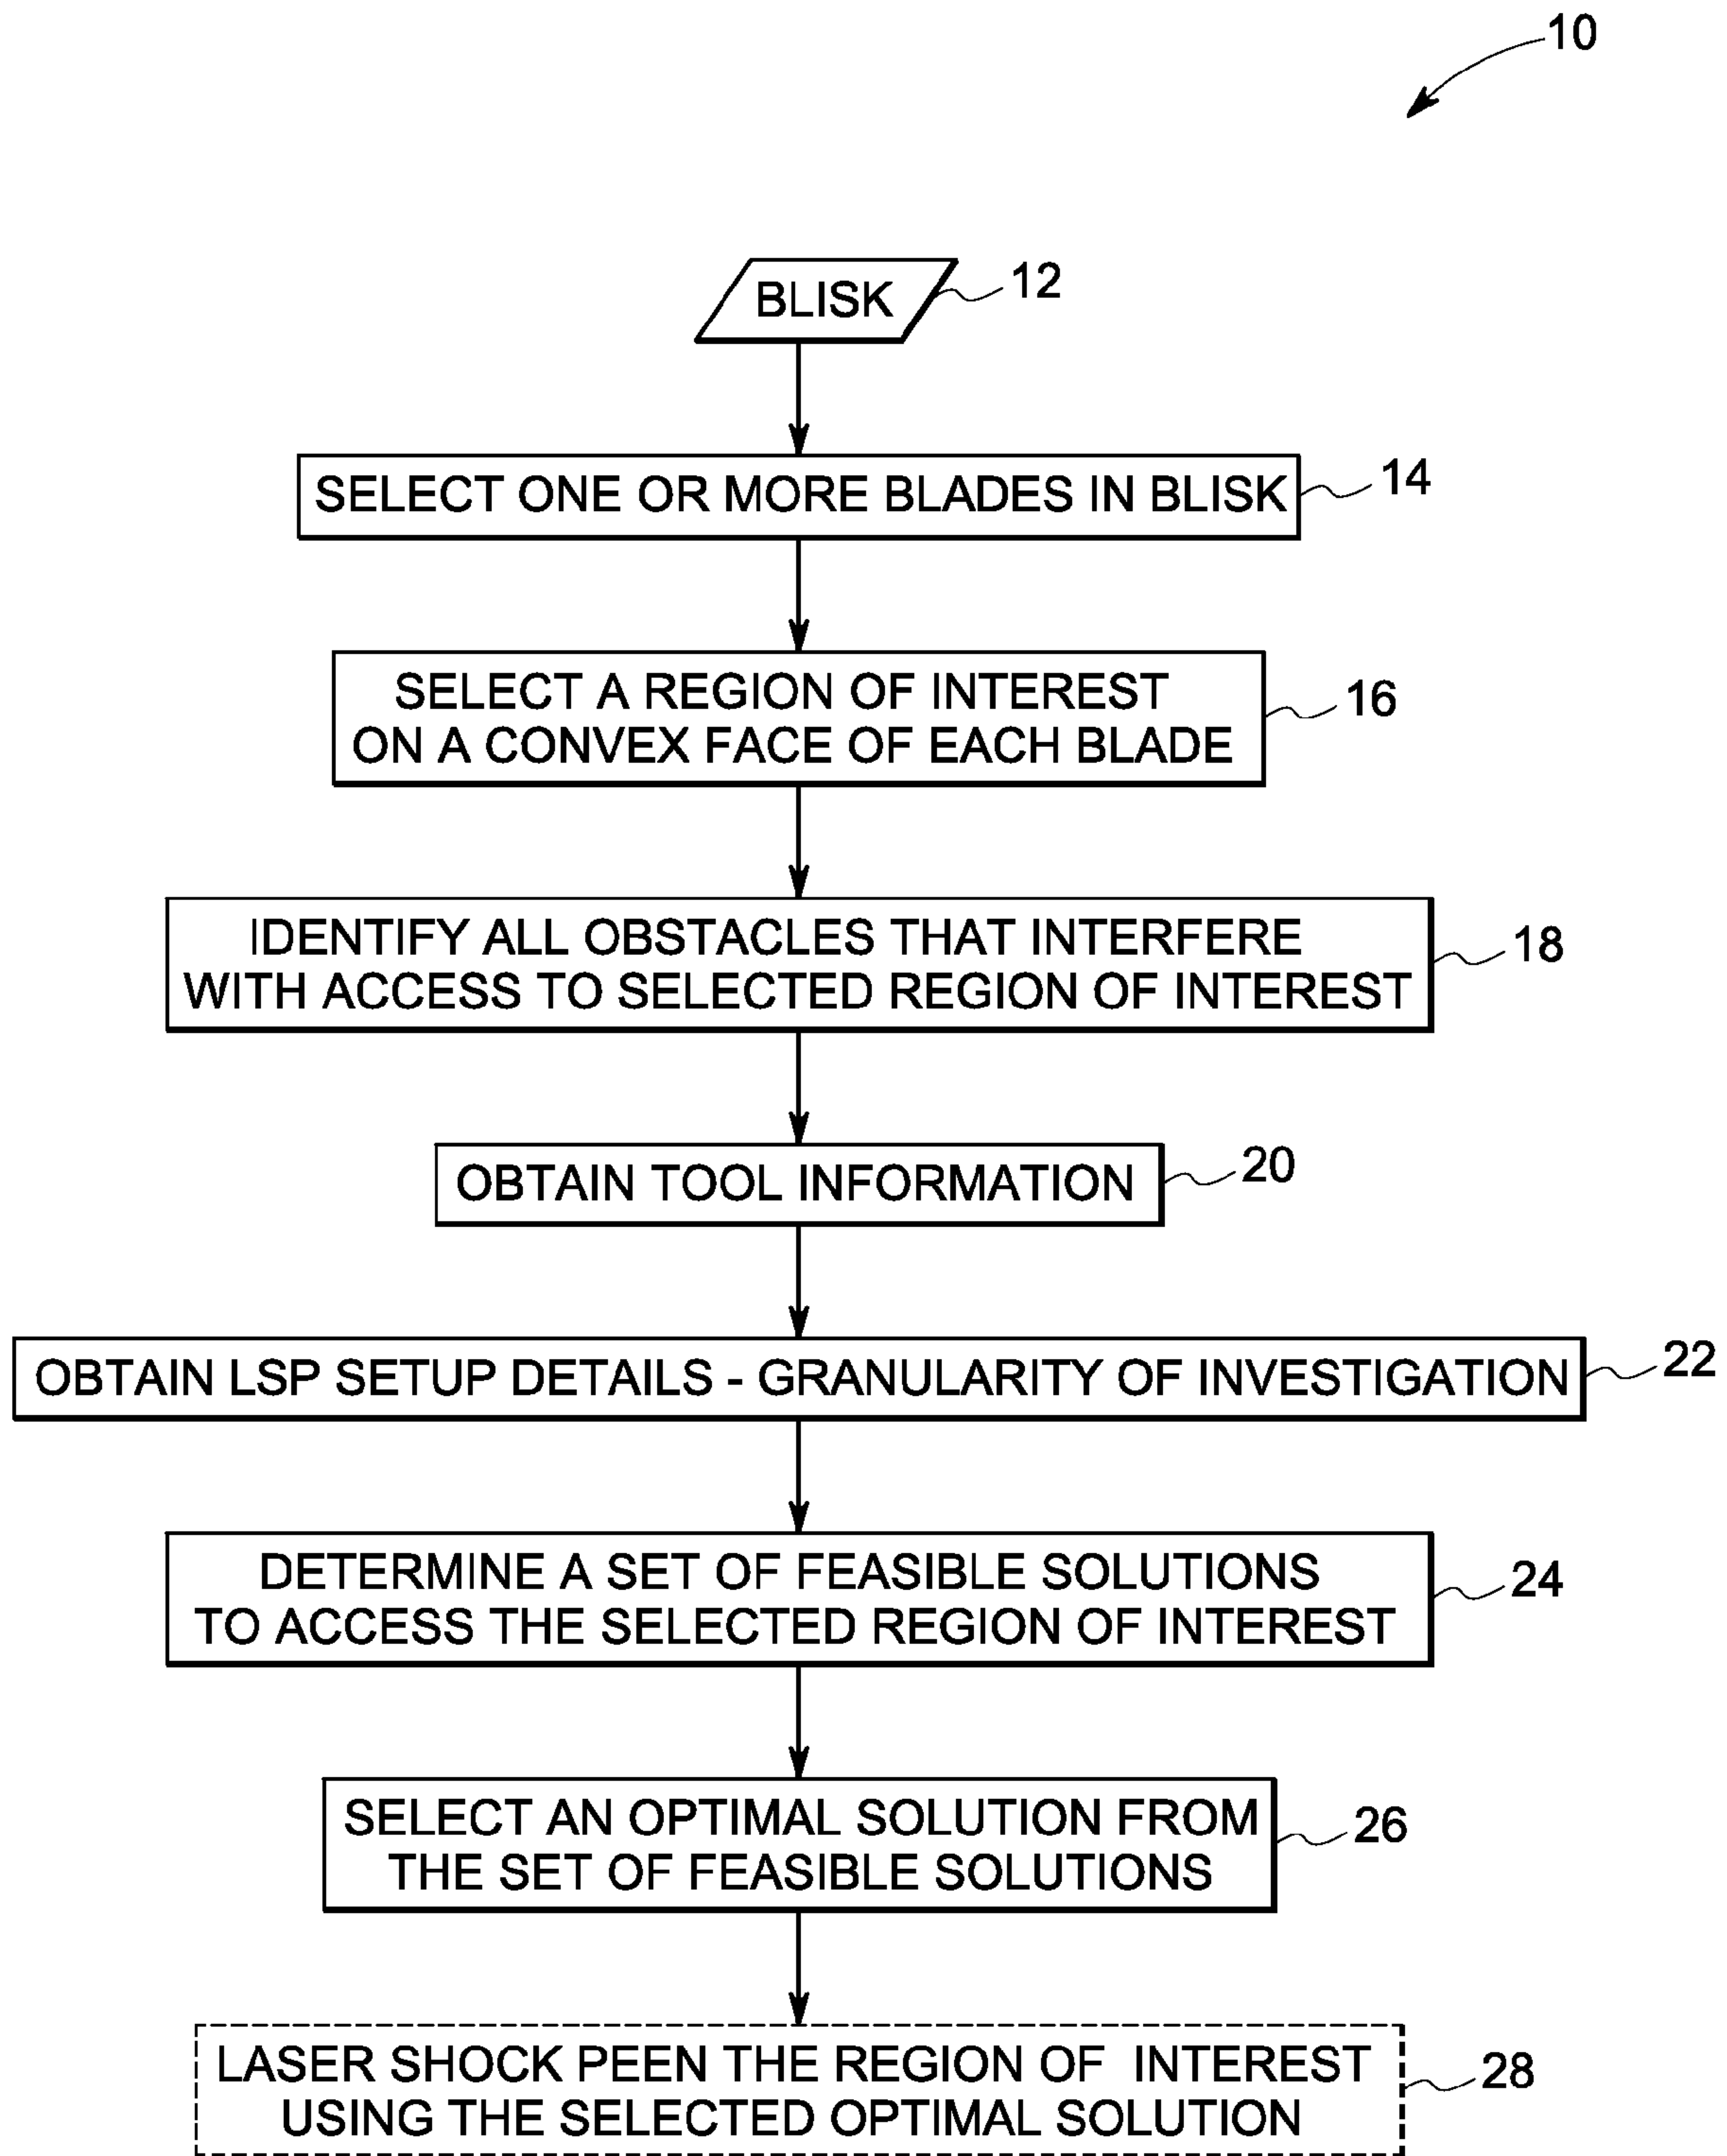 10
BLISK
12
SELECT ONE OR MORE BLADES IN BLISK
14
SELECT A REGION OF INTEREST
ON A CONVEX FACE OF EACH BLADE
16
IDENTIFY ALL OBSTACLES THAT INTERFERE
WITH ACCESS TO SELECTED REGION OF INTEREST
18
OBTAIN TOOL INFORMATION
20
OBTAIN LSP SETUP DETAILS - GRANULARITY OF INVESTIGATION
22
DETERMINE A SET OF FEASIBLE SOLUTIONS
TO ACCESS THE SELECTED REGION OF INTEREST
24
SELECT AN OPTIMAL SOLUTION FROM
THE SET OF FEASIBLE SOLUTIONS
26
LASER SHOCK PEEN THE REGION OF INTEREST
USING THE SELECTED OPTIMAL SOLUTION
28